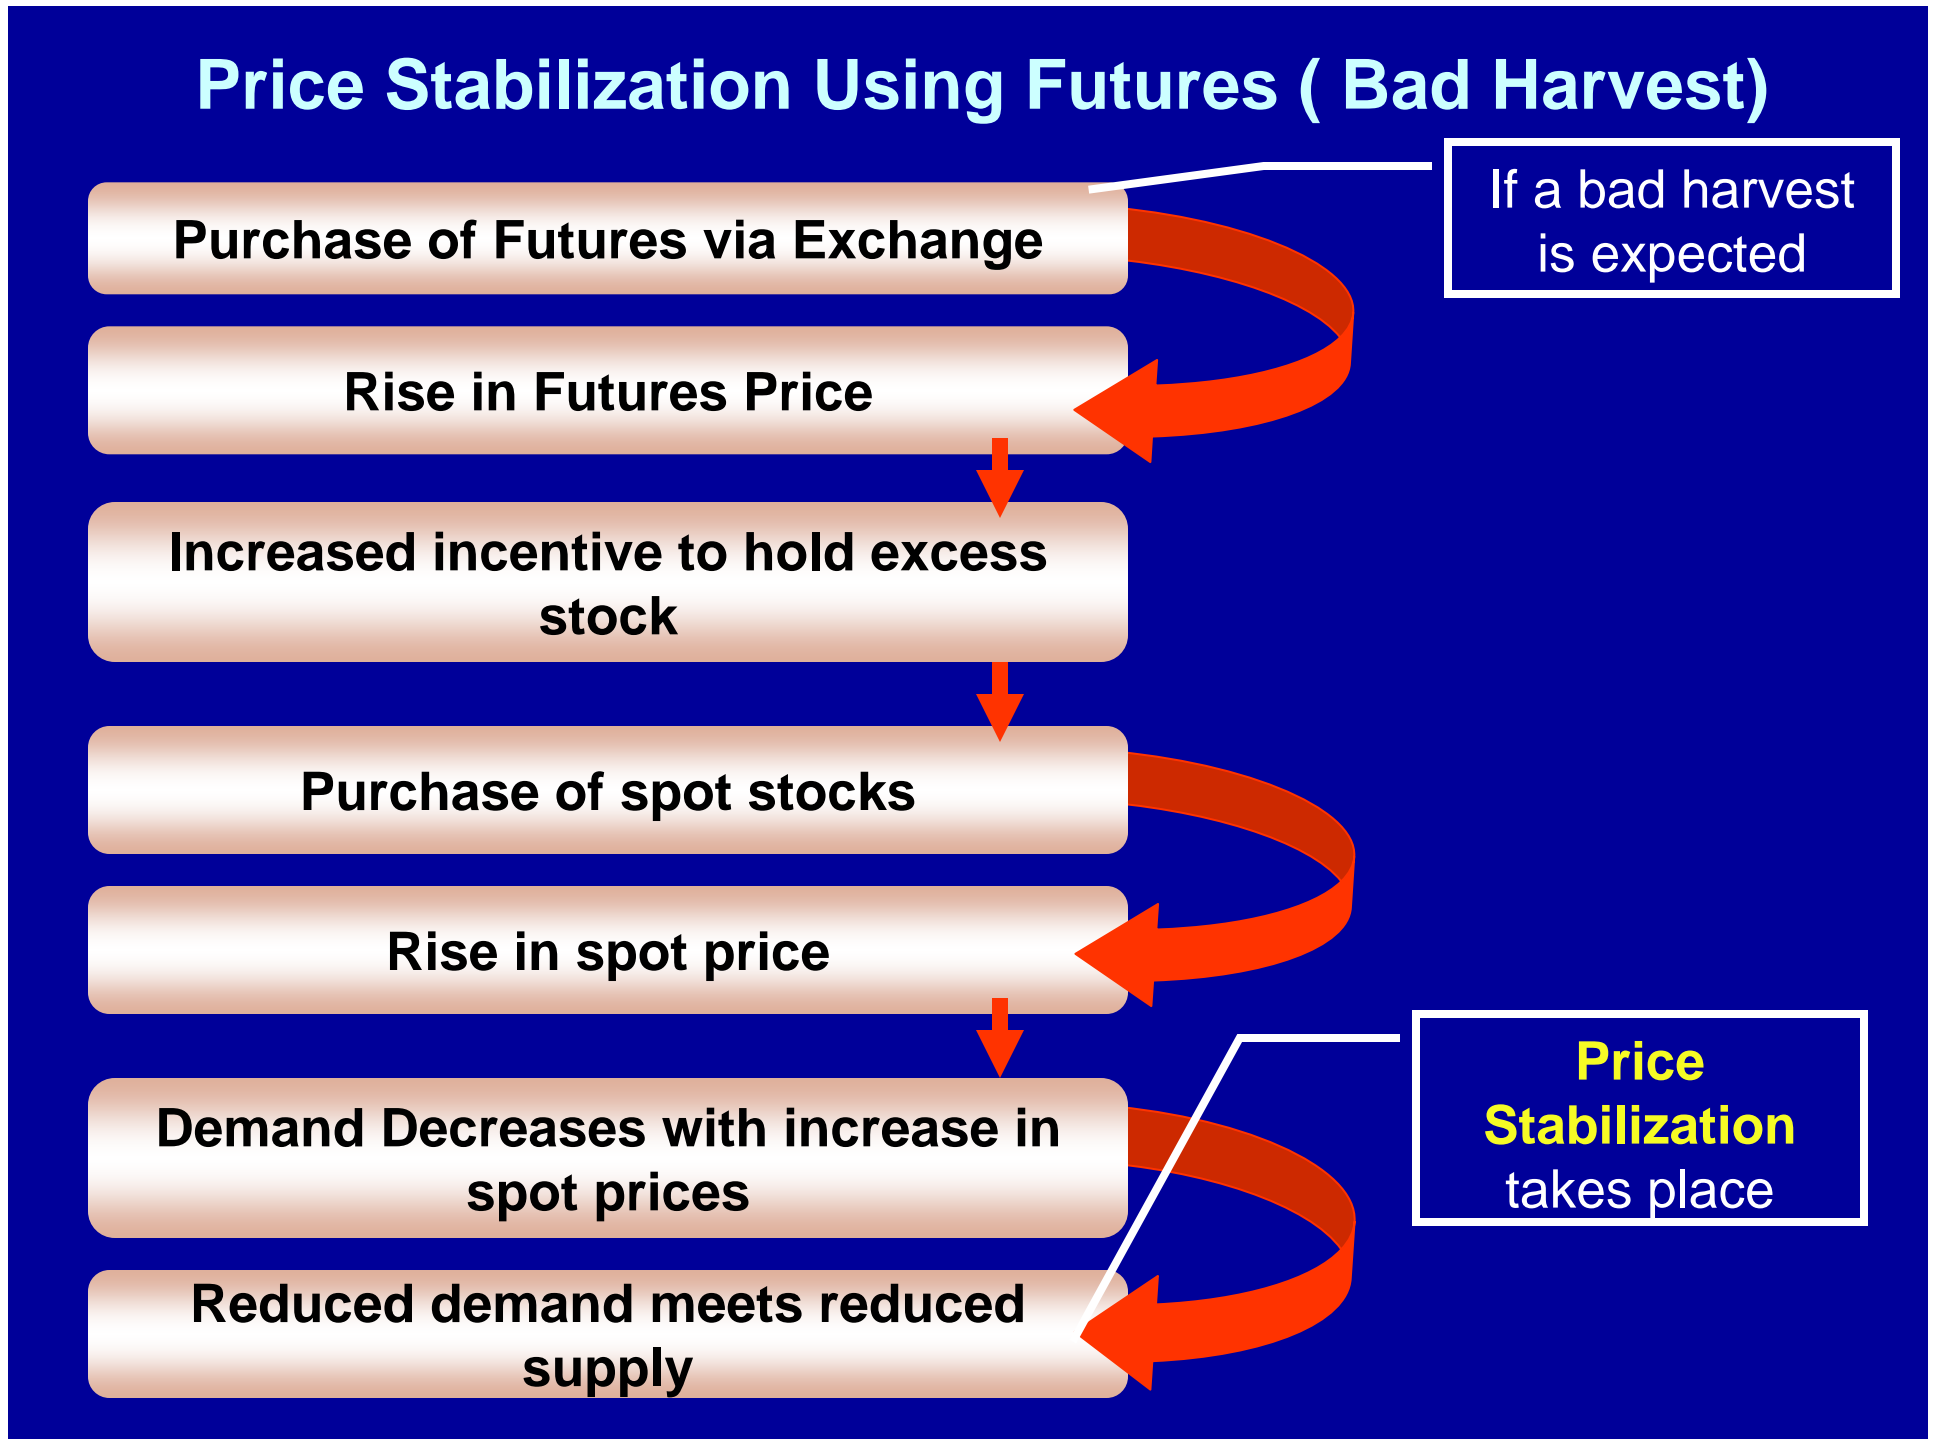 Price Stabilization Using Futures ( Bad Harvest)
If a bad harvest
is expected
Purchase of Futures via Exchange
Rise in Futures Price
Increased incentive to hold excess
stock
Purchase of spot stocks
Rise in spot price
Demand Decreases with increase in
spot prices
Price
Stabilization
takes place
Reduced demand meets reduced
supply